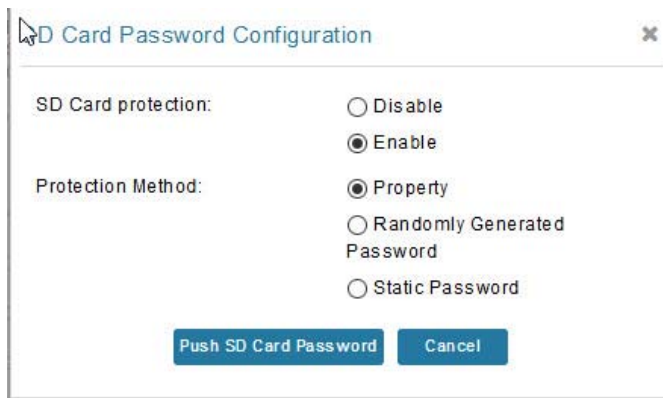 SD Card Password Configuration
SD Card protection:
Disable
Enable
Protection Method:
Property
Randomly Generated
Password
Static Password
Push SD Card Password
Cancel